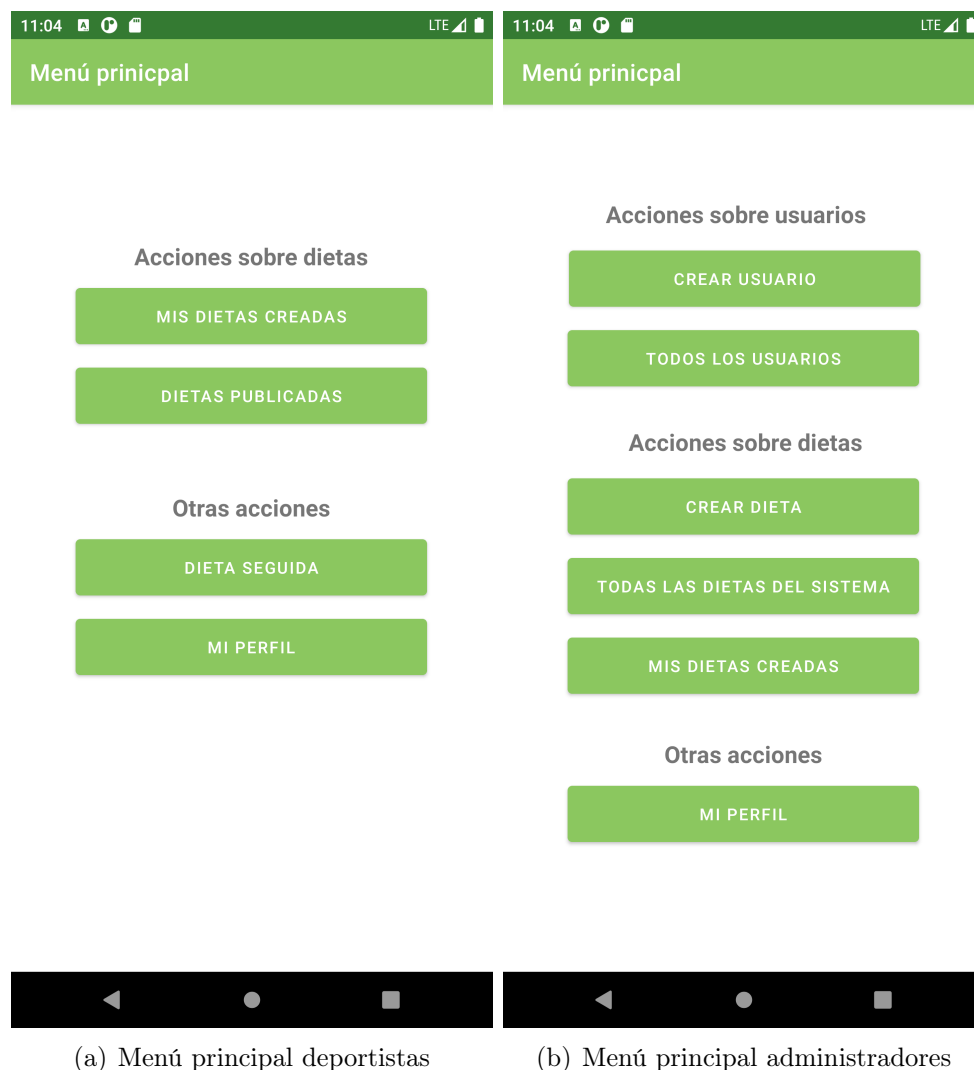 11:04
LTE
Menú prinicpal
Acciones sobre dietas
MIS DIETAS CREADAS
DIETAS PUBLICADAS
Otras acciones
DIETA SEGUIDA
MI PERFIL
(a) Menú principal deportistas
11:04
LTE
Menú prinicpal
Acciones sobre usuarios
CREAR USUARIO
TODOS LOS USUARIOS
Acciones sobre dietas
CREAR DIETA
TODAS LAS DIETAS DEL SISTEMA
MIS DIETAS CREADAS
Otras acciones
MI PERFIL
(b) Menú principal administradores